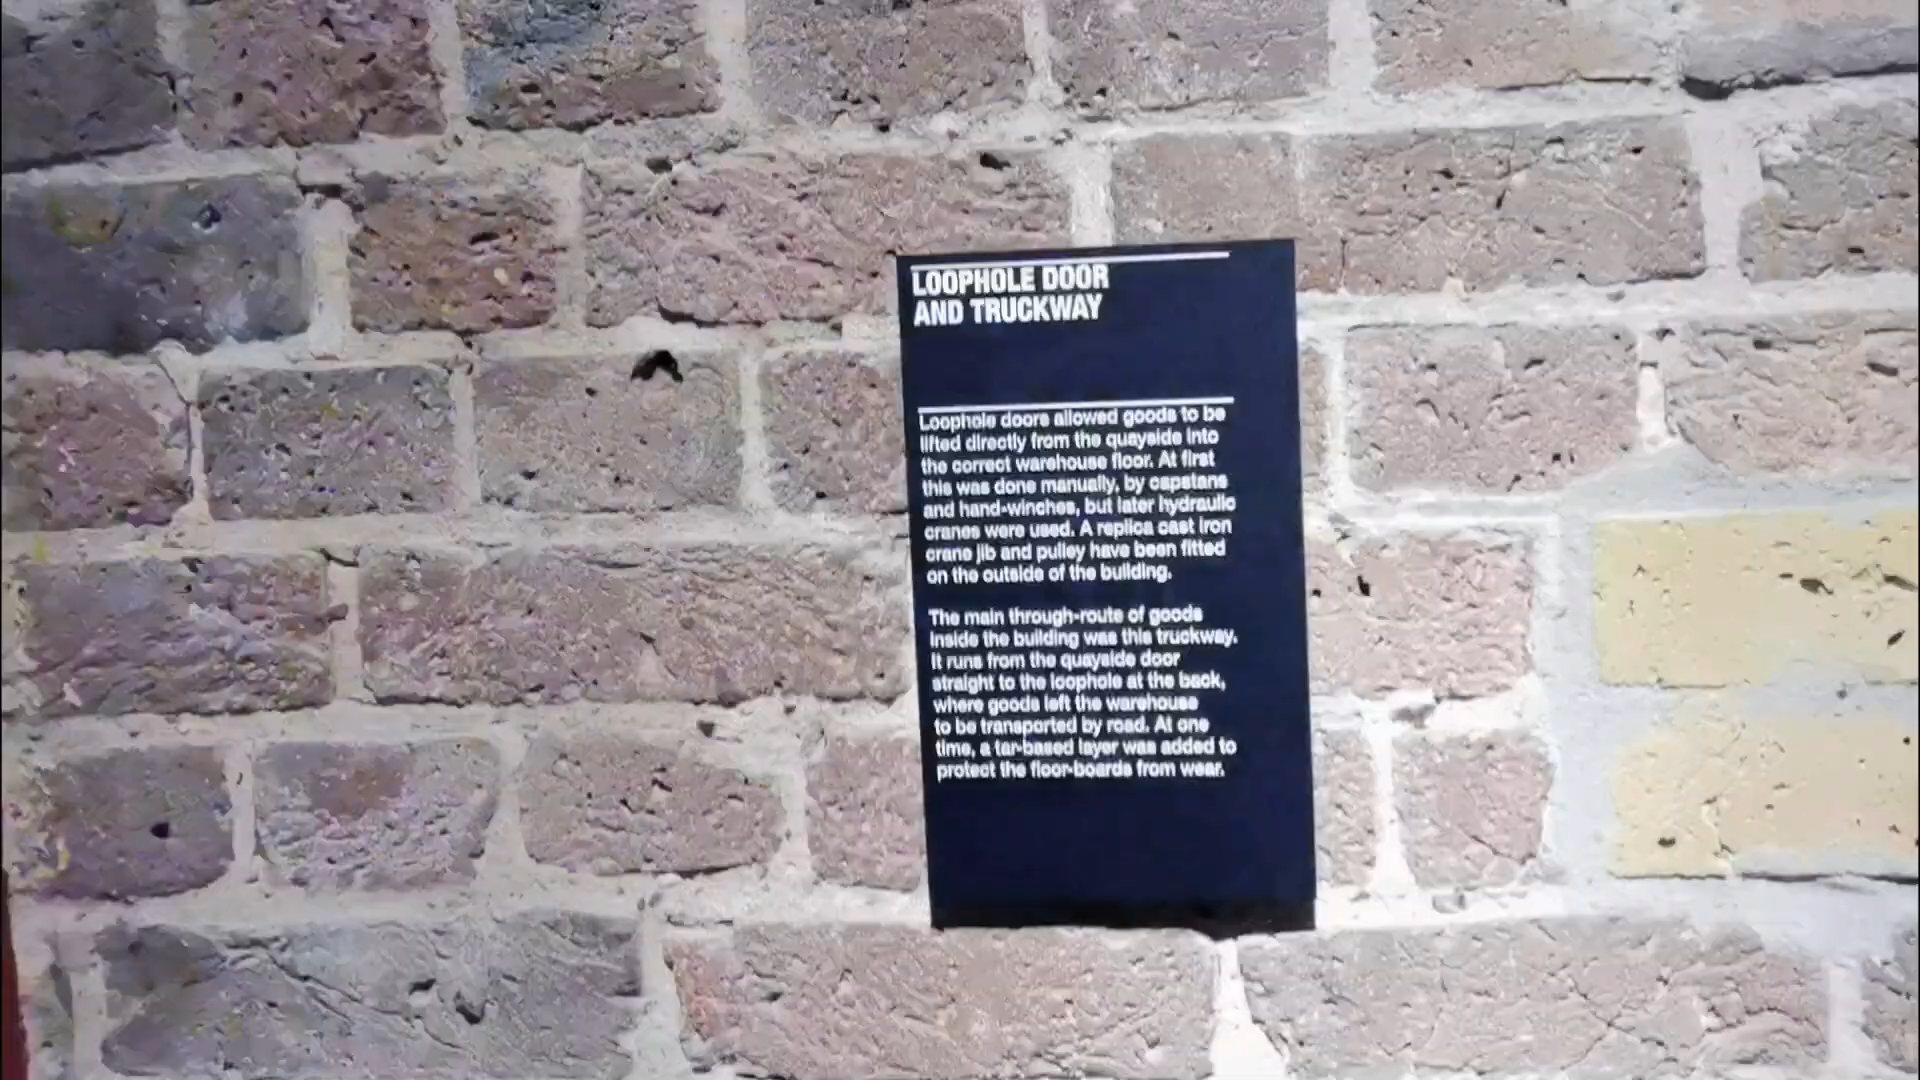 LOOPHOLE DOOR
AND TRUCKWAY
Loophole doors allowed goods to be
lifted directly from the quayside into
the correct warehouse floor. At first
this was done manually, by capstans
and hand-winches, but later hydraulic
cranes were used. A replica cast iron
crane jib and pulley have been fitted
on the outside of the building.
The main through-route of goods
inside the building was this truckway.
It runs from the quayside door
straight to the loophole at the back,
where goods left the warehouse
to be transported by road. At one
time, a tar-based layer was added to
protect the floor-boards from wear.